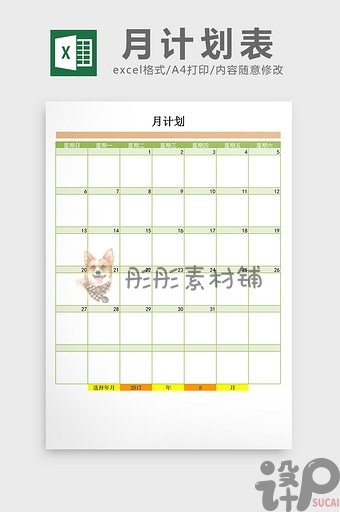 X
月计划表
excel格式/A4打印/内容随意修改
月计划
星期日 星期一 星期二 星期三 星期四 星期五 星期六
1 2 3 4 5
6 7 8 9 10 11 12
13 14 15 16 17 18 19
20 21 22 23 24 25 26
彤彤素材铺
27 28 29 30 31
选择年月 2017 年 8 月
设计P
SUCAI